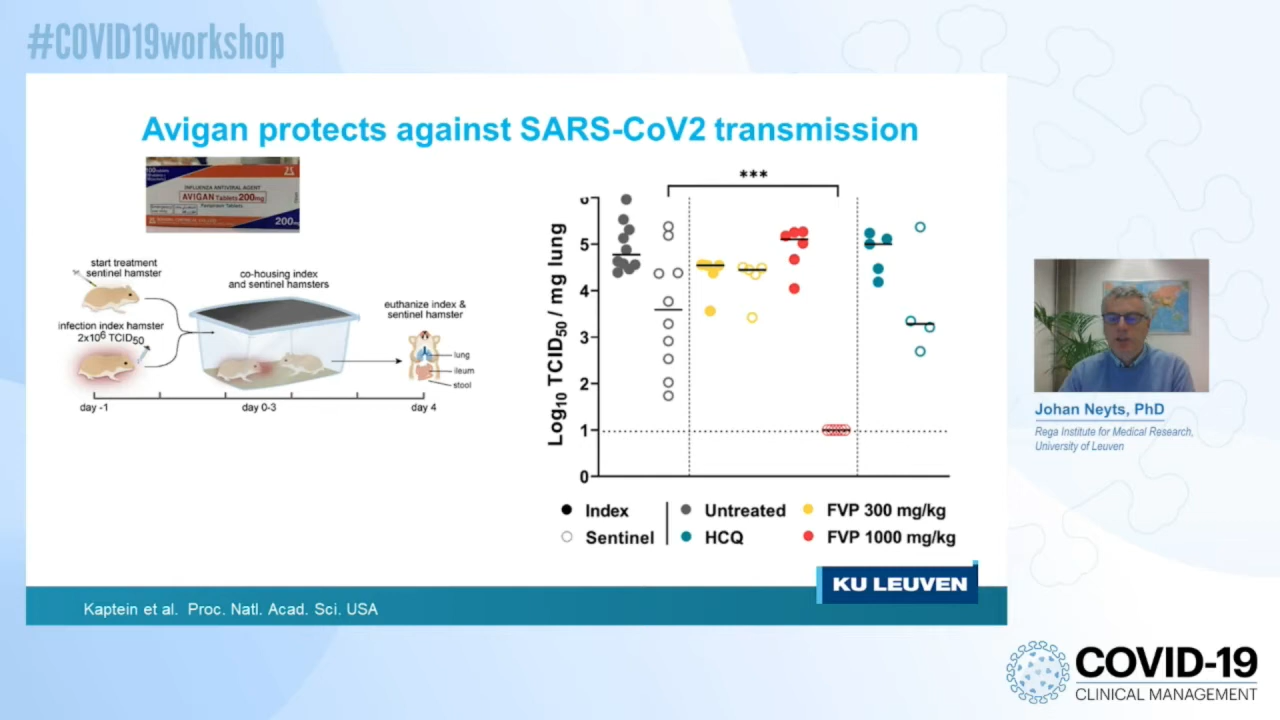 #COVID19workshop
Avigan protects against SARS-CoV2 transmission
INFLUENZA ANTIVIRAL AGENT
AVIGAN Tablets 200mg
200mg
start treatment
sentinel hamster
infection index hamster
2x10⁶ TCID₅₀
co-housing index
and sentinel hamsters
euthanize index &
sentinel hamster
lung
ileum
stool
day -1
day 0-3
day 4
***
Log₁₀ TCID₅₀ / mg lung
6
5
4
3
2
1
0
Index
Sentinel
Untreated
HCQ
FVP 300 mg/kg
FVP 1000 mg/kg
KU LEUVEN
Kaptein et al. Proc. Natl. Acad. Sci. USA
Johan Neyts, PhD
Rega Institute for Medical Research,
University of Leuven
COVID-19
CLINICAL MANAGEMENT